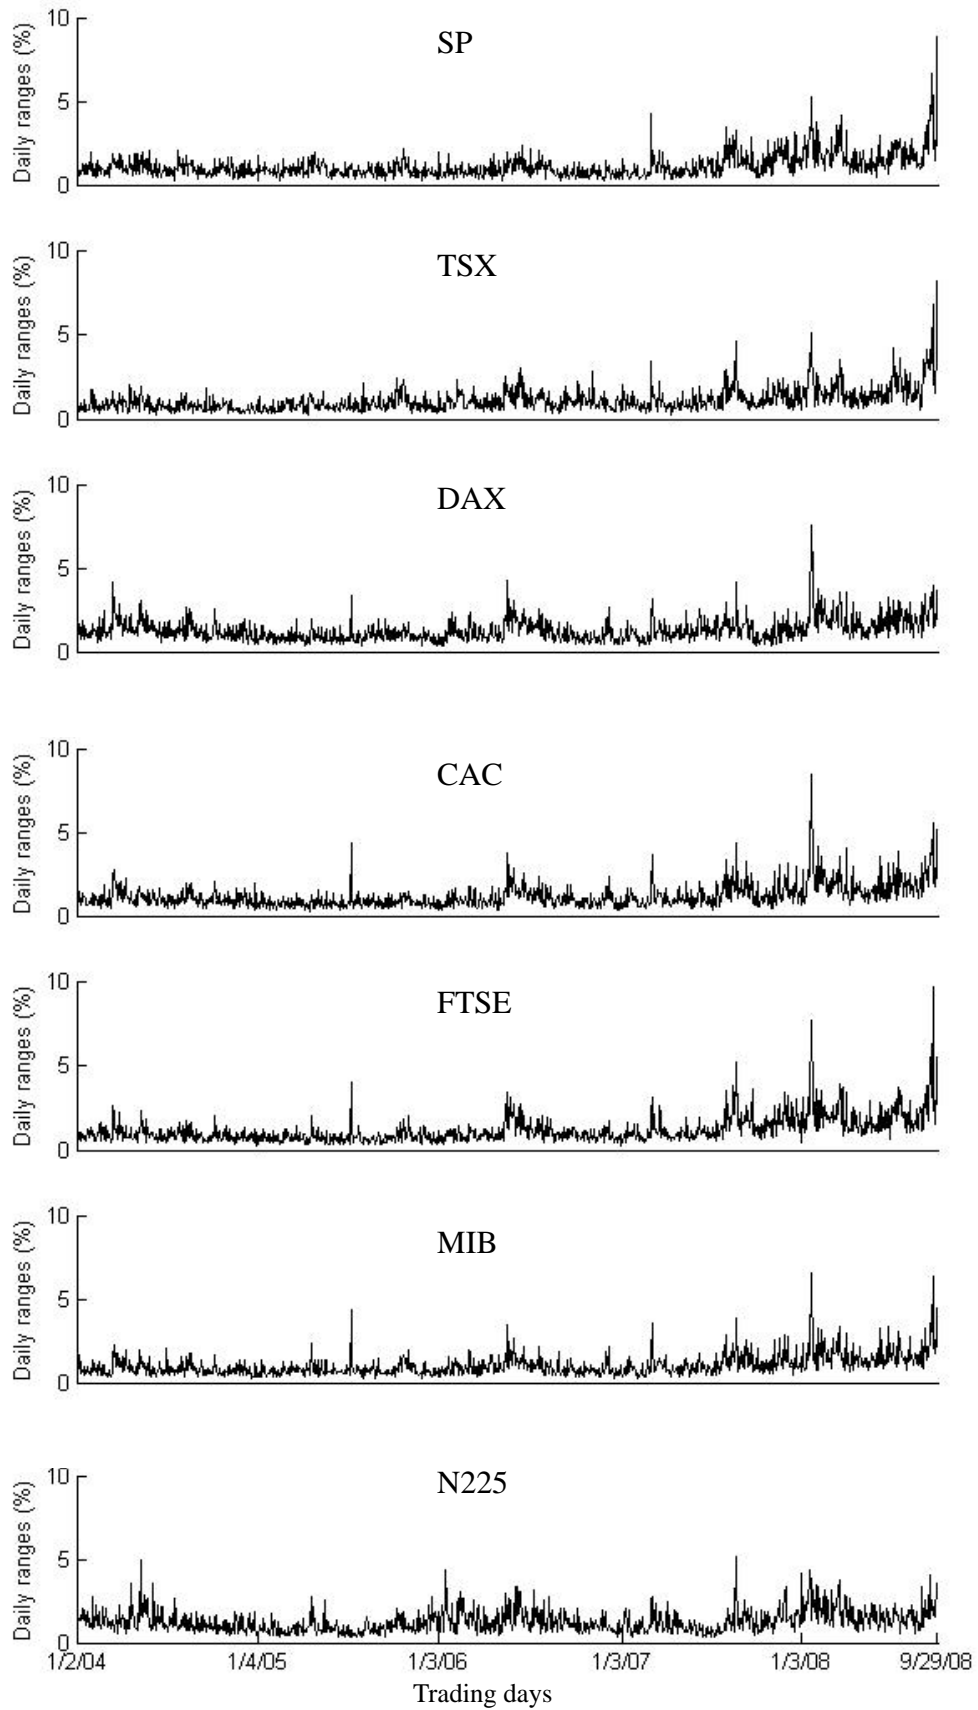 10
SP
5
0
Daily ranges (%)
10
TSX
5
0
Daily ranges (%)
10
DAX
5
0
Daily ranges (%)
10
CAC
5
0
Daily ranges (%)
10
FTSE
5
0
Daily ranges (%)
10
MIB
5
0
Daily ranges (%)
10
N225
5
0
Daily ranges (%)
1/2/04 1/4/05 1/3/06 1/3/07 1/3/08 9/29/08
Trading days